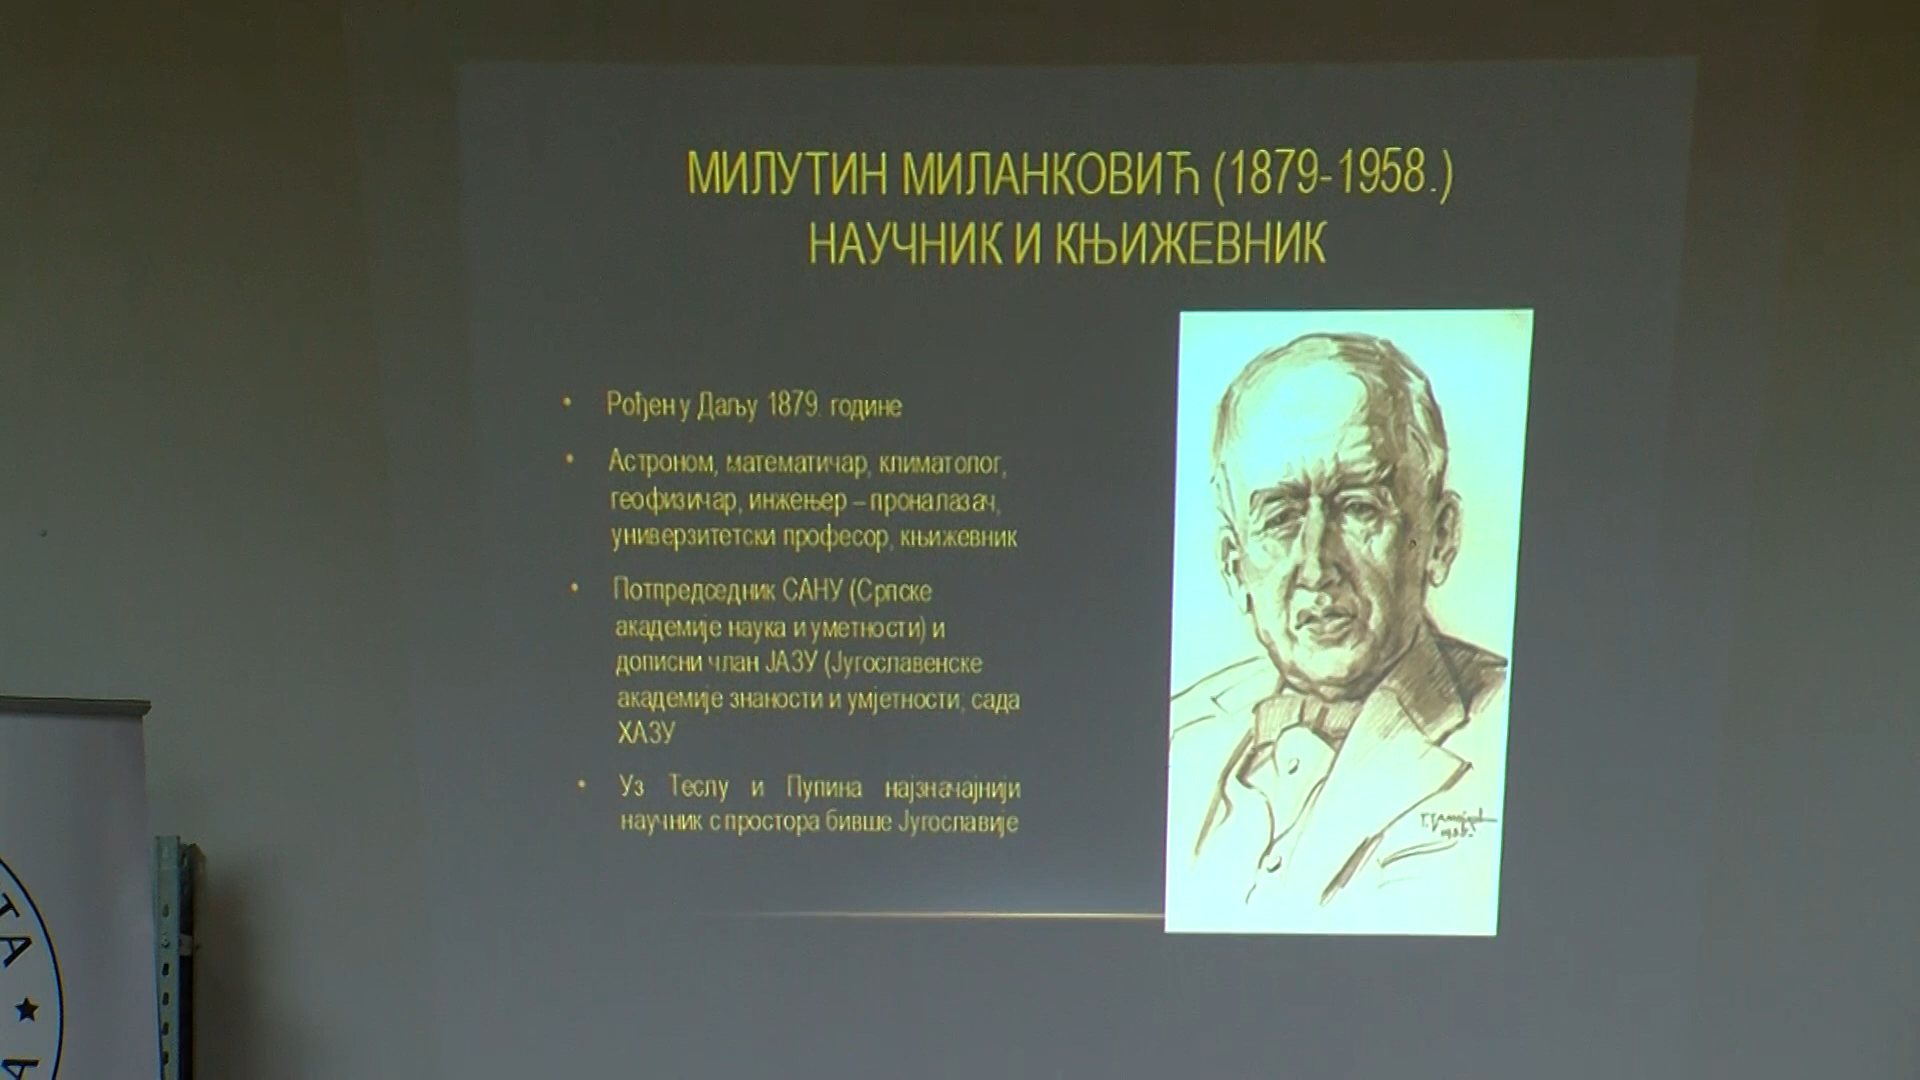 МИЛУТИН МИЛАНКОВИЋ (1879-1958.)
НАУЧНИК И КЊИЖЕВНИК
• Рођен у Даљу 1879. године
• Астроном, математичар, климатолог,
геофизичар, инжењер – проналазач,
универзитетски професор, књижевник
• Потпредседник САНУ (Српске
академије наука и уметности) и
дописни члан ЈАЗУ (Југославенске
академије знаности и умјетности, сада
ХАЗУ
• Уз Теслу и Пупина најзначајнији
научник с простора бивше Југославије
ТА